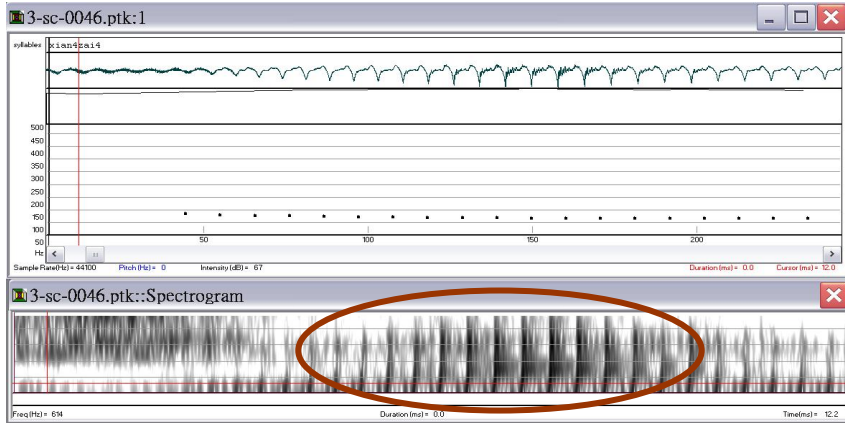 3-sc-0046.ptk:1
syllables xian4zai4
500
450
400
350
300
250
200
150
100
50
Hz
50 100 150 200
Sample Rate(Hz) = 44100 Pitch (Hz) = 0 Intensity (dB) = 67 Duration (ms) = 0.0 Cursor (ms) = 12.0
3-sc-0046.ptk::Spectrogram
Freq (Hz) = 614 Duration (ms) = 0.0 Time(ms) = 12.2